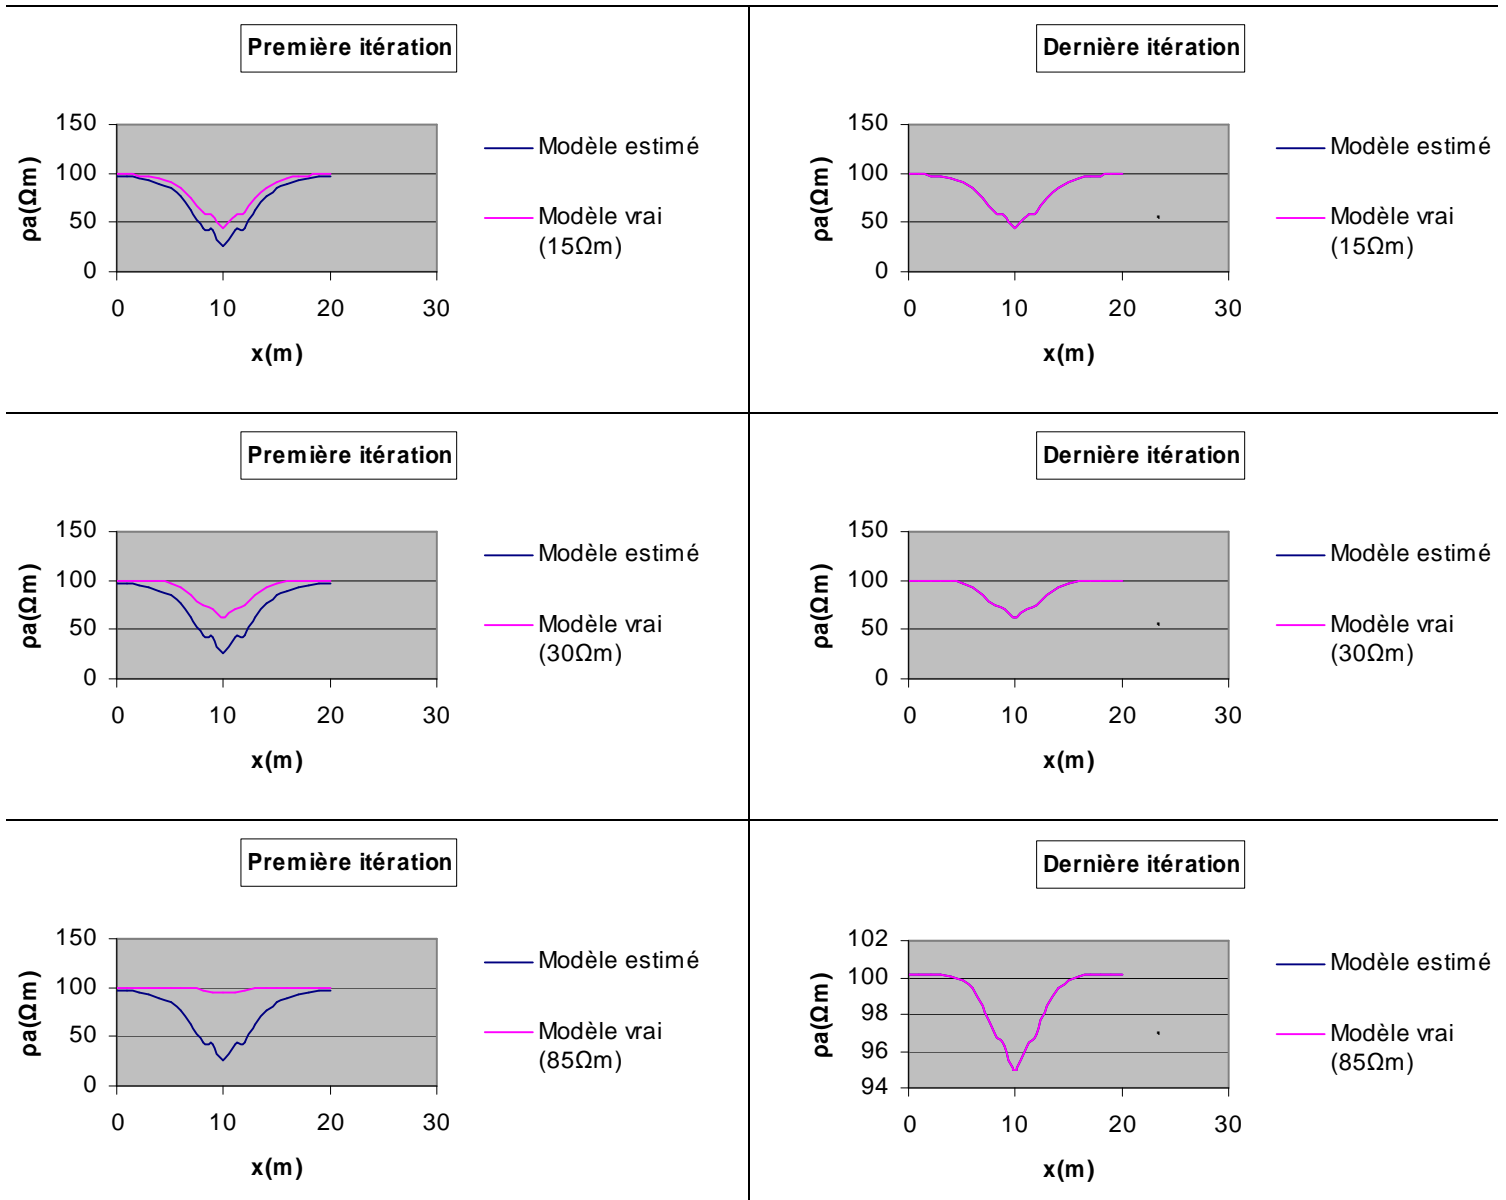 Première itération
150
100
50
0
ρa(Ωm)
0 10 20 30
x(m)
Modèle estimé
Modèle vrai
(15Ωm)
Dernière itération
150
100
50
0
ρa(Ωm)
0 10 20 30
x(m)
Modèle estimé
Modèle vrai
(15Ωm)
Première itération
150
100
50
0
ρa(Ωm)
0 10 20 30
x(m)
Modèle estimé
Modèle vrai
(30Ωm)
Dernière itération
150
100
50
0
ρa(Ωm)
0 10 20 30
x(m)
Modèle estimé
Modèle vrai
(30Ωm)
Première itération
150
100
50
0
ρa(Ωm)
0 10 20 30
x(m)
Modèle estimé
Modèle vrai
(85Ωm)
Dernière itération
102
100
98
96
94
ρa(Ωm)
0 10 20 30
x(m)
Modèle estimé
Modèle vrai
(85Ωm)